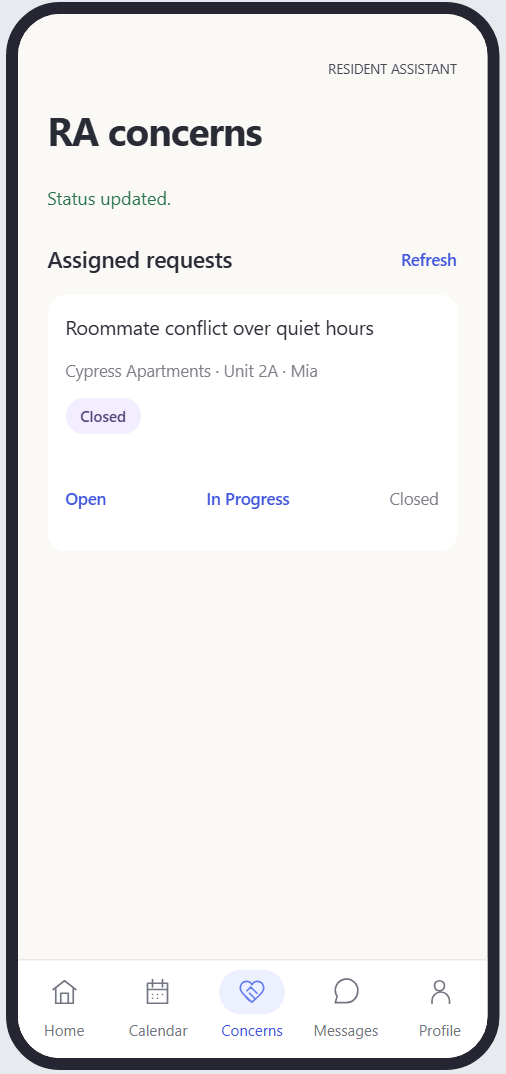 RESIDENT ASSISTANT
RA concerns
Status updated.
Assigned requests Refresh
Roommate conflict over quiet hours
Cypress Apartments · Unit 2A · Mia
Closed
Open In Progress Closed
Home Calendar Concerns Messages Profile